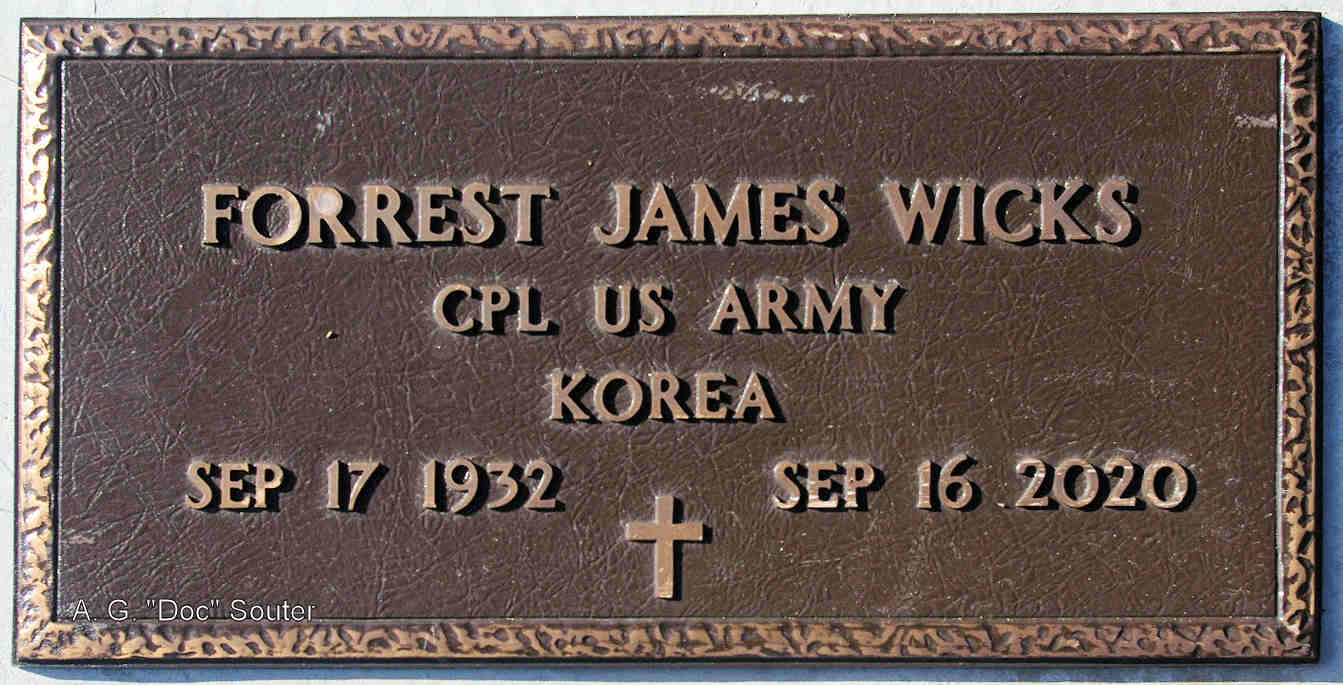 FORREST JAMES WICKS
CPL US ARMY
KOREA
SEP 17 1932 SEP 16 2020
A. G. "Doc" Souter